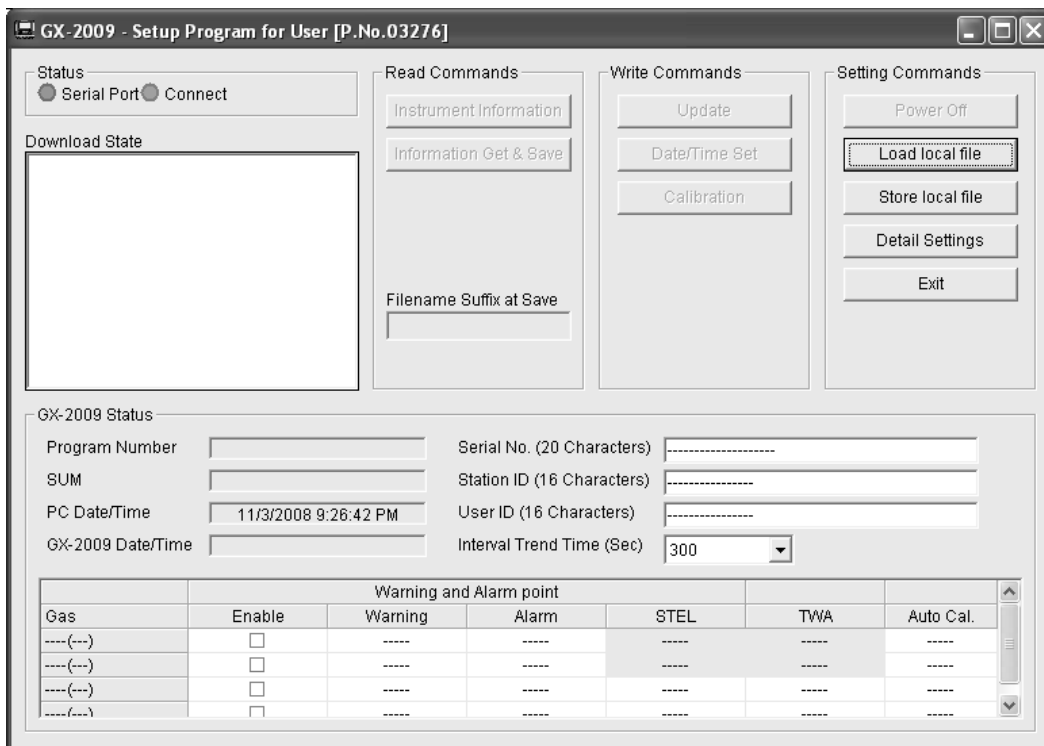 GX-2009 - Setup Program for User [P.No.03276]
Status
Serial Port Connect
Download State
Read Commands
Instrument Information
Information Get & Save
Filename Suffix at Save
Write Commands
Update
Date/Time Set
Calibration
Setting Commands
Power Off
Load local file
Store local file
Detail Settings
Exit
GX-2009 Status
Program Number
SUM
PC Date/Time 11/3/2008 9:26:42 PM
GX-2009 Date/Time
Serial No. (20 Characters) --------------------
Station ID (16 Characters) ----------------
User ID (16 Characters) ----------------
Interval Trend Time (Sec) 300
Warning and Alarm point
Gas Enable Warning Alarm STEL TWA Auto Cal.
----(---) ----- ----- ----- ----- -----
----(---) ----- ----- ----- ----- -----
----(---) ----- ----- ----- ----- -----
----(---) ----- ----- ----- ----- -----